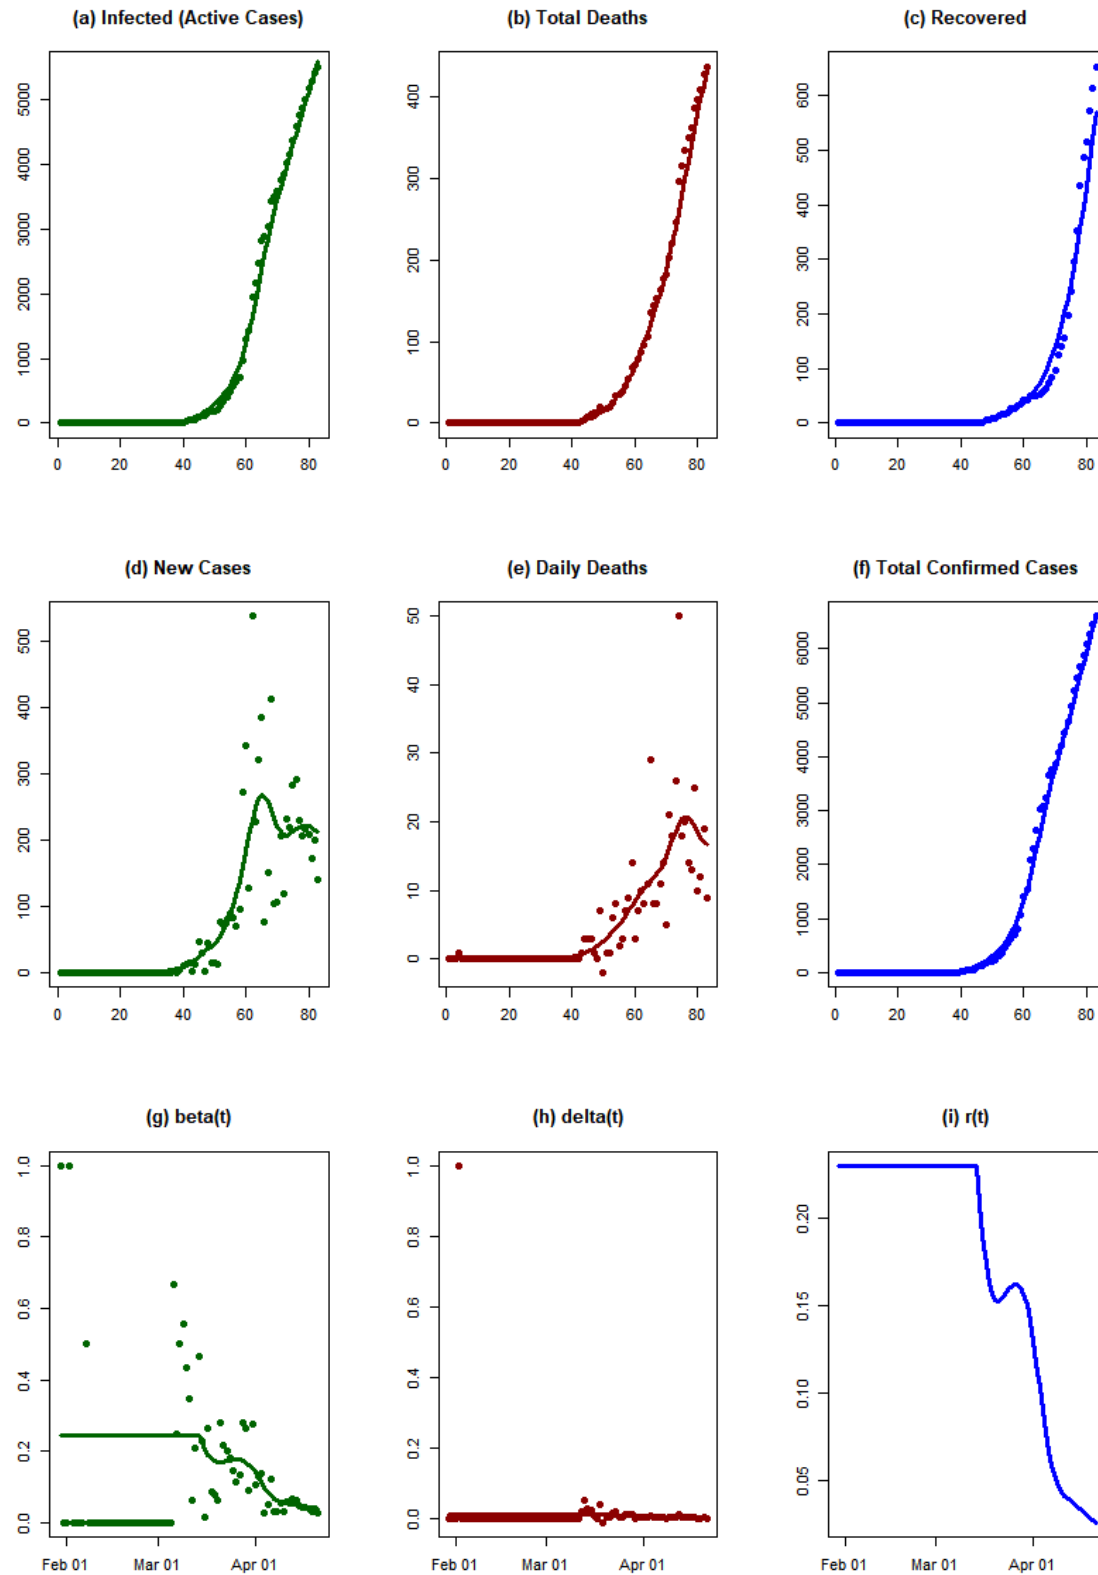 (a) Infected (Active Cases)
(b) Total Deaths
(c) Recovered
0 1000 2000 3000 4000 5000
0 100 200 300 400
0 100 200 300 400 500 600
0 20 40 60 80
0 20 40 60 80
0 20 40 60 80
(d) New Cases
(e) Daily Deaths
(f) Total Confirmed Cases
0 100 200 300 400 500
0 10 20 30 40 50
0 1000 2000 3000 4000 5000 6000
0 20 40 60 80
0 20 40 60 80
0 20 40 60 80
(g) beta(t)
(h) delta(t)
(i) r(t)
0.0 0.2 0.4 0.6 0.8 1.0
0.0 0.2 0.4 0.6 0.8 1.0
0.05 0.10 0.15 0.20
Feb 01 Mar 01 Apr 01
Feb 01 Mar 01 Apr 01
Feb 01 Mar 01 Apr 01